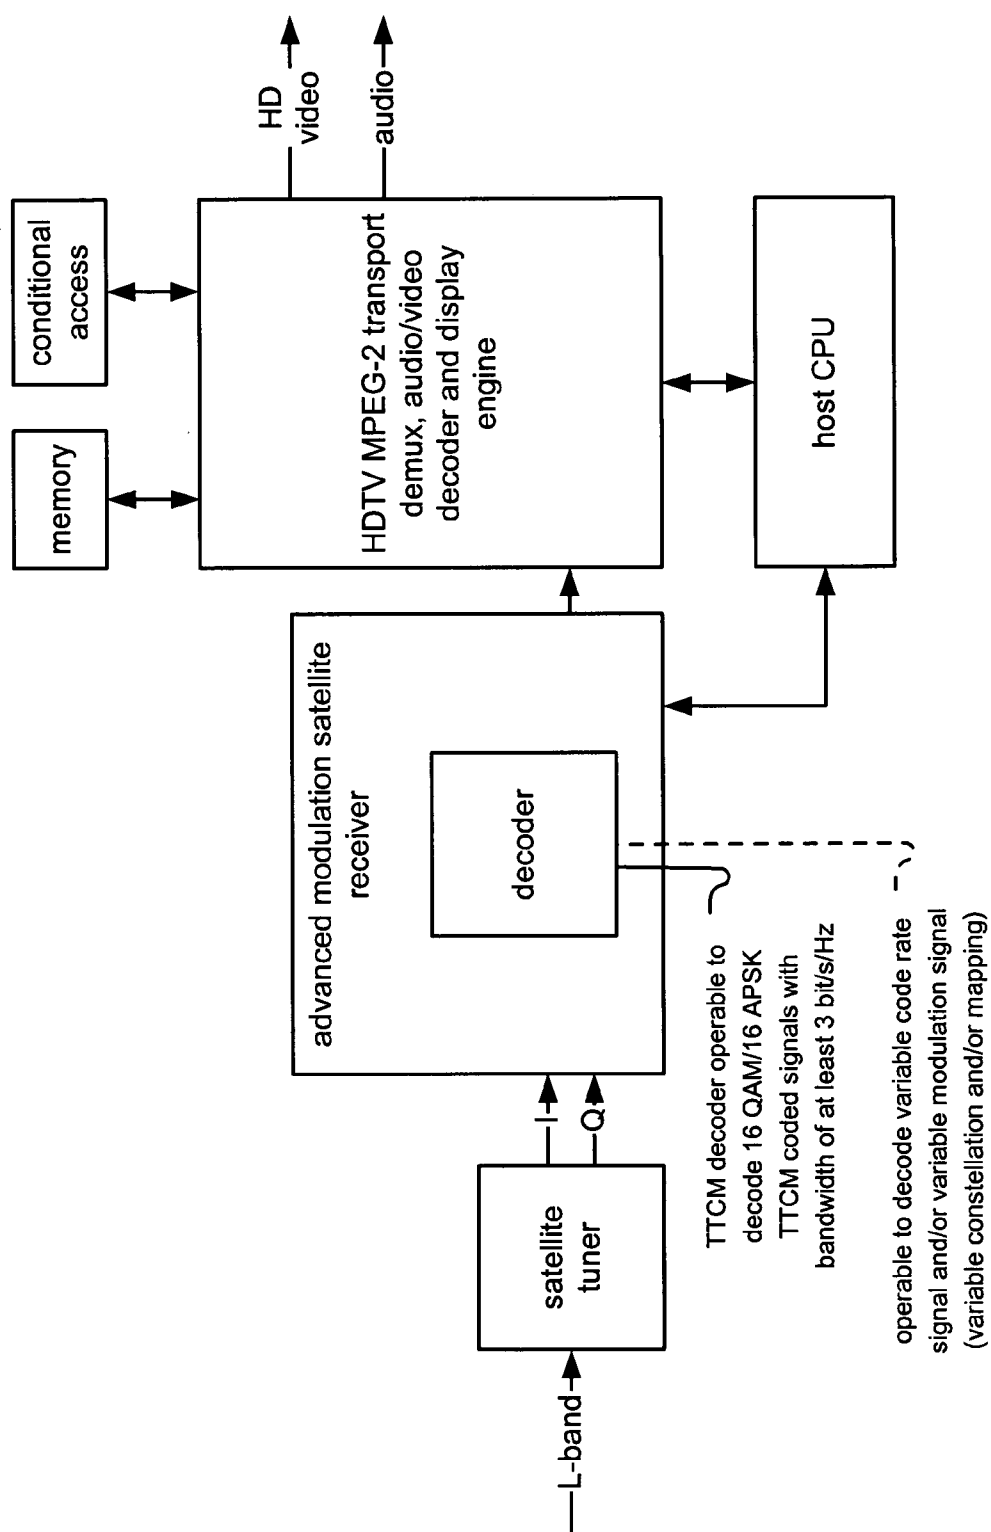 L-band
satellite
tuner
I
Q
advanced modulation satellite
receiver
decoder
TTCM decoder operable to
decode 16 QAM/16 APSK
TTCM coded signals with
bandwidth of at least 3 bit/s/Hz
operable to decode variable code rate
signal and/or variable modulation signal
(variable constellation and/or mapping)
memory
conditional
access
HDTV MPEG-2 transport
demux, audio/video
decoder and display
engine
HD
video
audio
host CPU